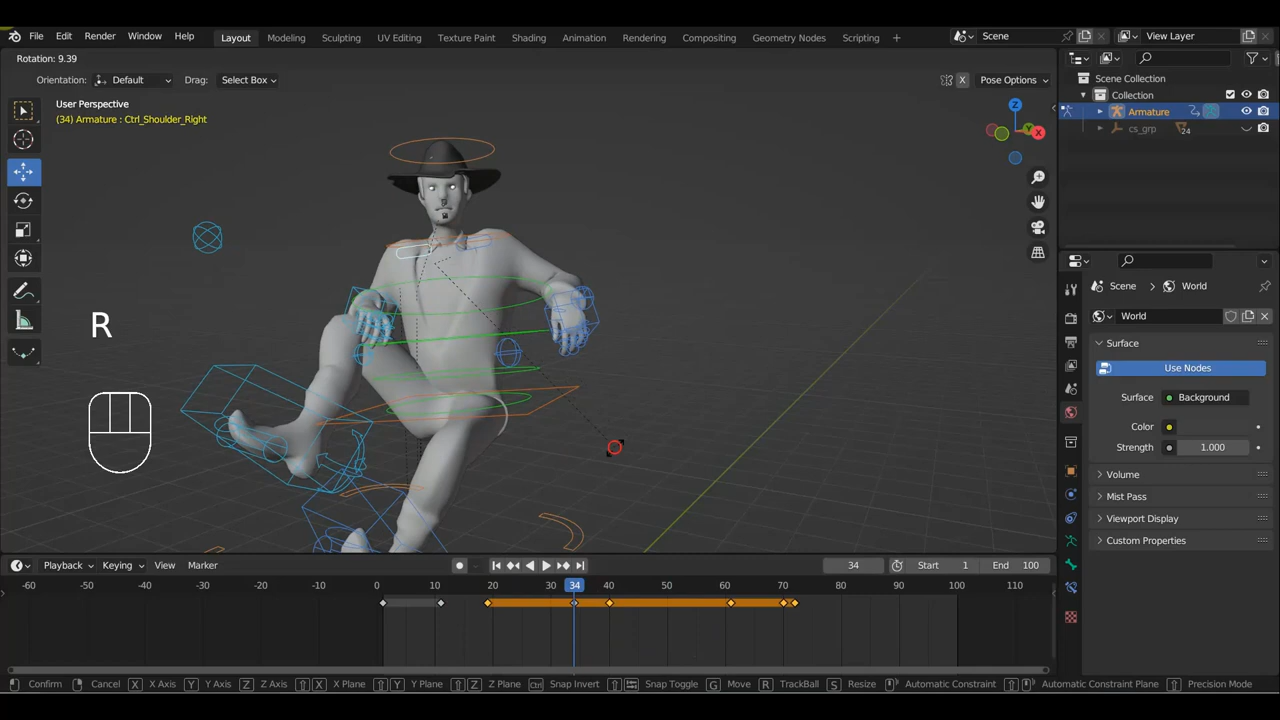 File Edit Render Window Help Layout Modeling Sculpting UV Editing Texture Paint Shading Animation Rendering Compositing Geometry Nodes Scripting + Scene View Layer
Rotation: 9.39
Orientation: Default Drag: Select Box X Pose Options
Scene Collection
Collection
Armature
cs_grp 24
User Perspective
(34) Armature : Ctrl_Shoulder_Right
Z
Y
X
R
Scene World
World
Surface
Use Nodes
Surface Background
Color
Strength 1.000
Volume
Mist Pass
Viewport Display
Custom Properties
Playback Keying View Marker 34 Start 1 End 100
-60 -50 -40 -30 -20 -10 0 10 20 30 34 40 50 60 70 80 90 100 110
Confirm Cancel X X Axis Y Y Axis Z Z Axis X X Plane Y Y Plane Z Z Plane Ctrl Snap Invert Snap Toggle G Move R TrackBall S Resize Automatic Constraint Automatic Constraint Plane Precision Mode